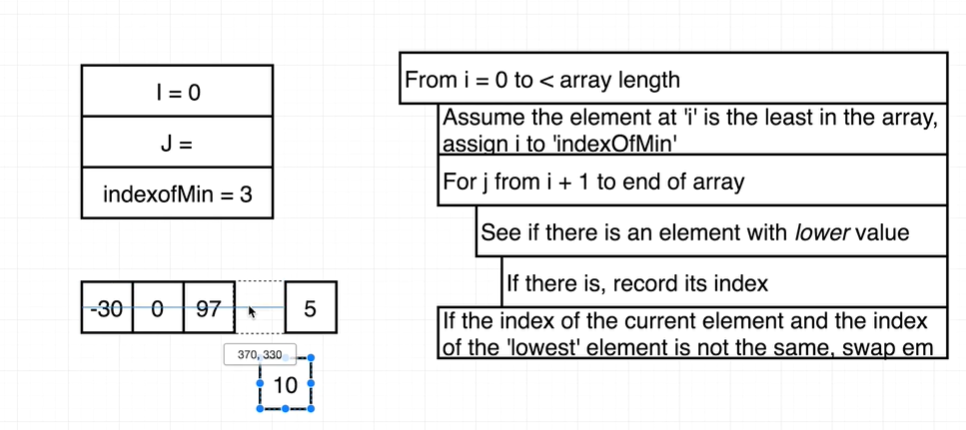 I = 0
J =
indexofMin = 3
-30 0 97 5
370, 330
10
From i = 0 to < array length
Assume the element at 'i' is the least in the array,
assign i to 'indexOfMin'
For j from i + 1 to end of array
See if there is an element with lower value
If there is, record its index
If the index of the current element and the index
of the 'lowest' element is not the same, swap em